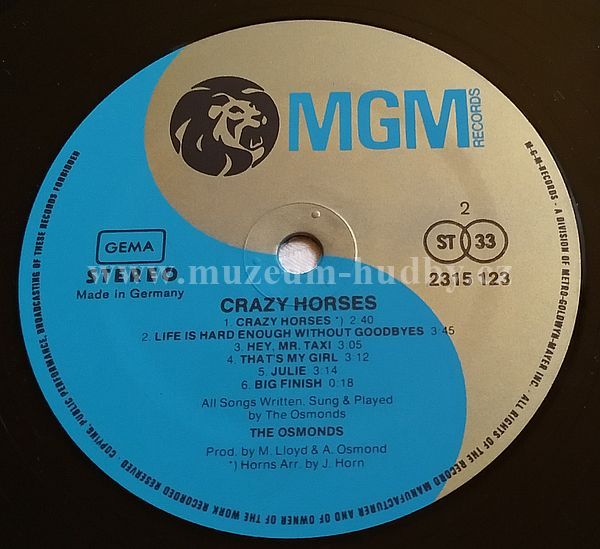 MGM
RECORDS
GEMA
STEREO
Made in Germany
2
ST 33
2315 123
www.muzeum-hudby.cz
CRAZY HORSES
1. CRAZY HORSES *) 2:40
2. LIFE IS HARD ENOUGH WITHOUT GOODBYES 3:45
3. HEY, MR. TAXI 3:05
4. THAT'S MY GIRL 3:12
5. JULIE 3:14
6. BIG FINISH 0:18
All Songs Written, Sung & Played
by The Osmonds
THE OSMONDS
Prod. by M. Lloyd & A. Osmond
*) Horns Arr. by J. Horn
M-G-M-RECORDS - A DIVISION OF METRO-GOLDWYN-MAYER INC. - ALL RIGHTS OF THE RECORD MANUFACTURER AND OF OWNER OF THE WORK RECORDED RESERVED COPYING, PUBLIC PERFORMANCE, BROADCASTING OF THESE RECORDS FORBIDDEN